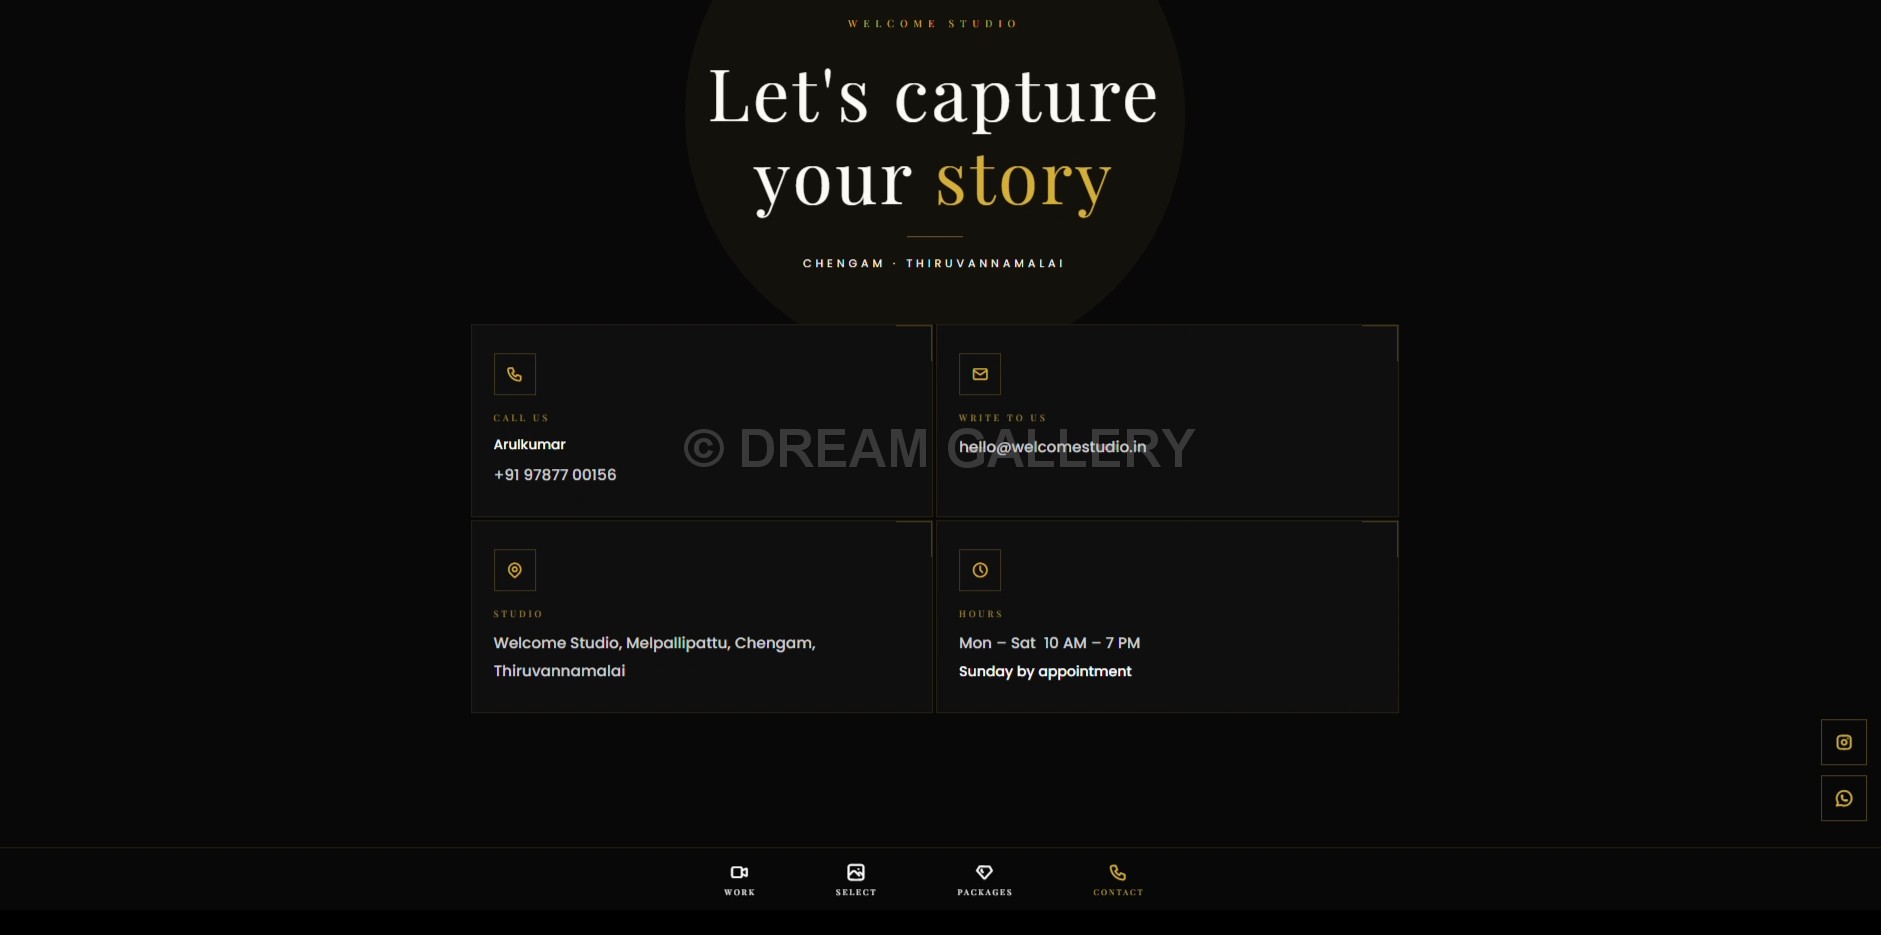 WELCOME STUDIO
Let's capture
your story
CHENGAM · THIRUVANNAMALAI
CALL US
Arulkumar
+91 97877 00156
WRITE TO US
hello@welcomestudio.in
© DREAM GALLERY
STUDIO
Welcome Studio, Melpallipattu, Chengam,
Thiruvannamalai
HOURS
Mon – Sat 10 AM – 7 PM
Sunday by appointment
WORK
SELECT
PACKAGES
CONTACT